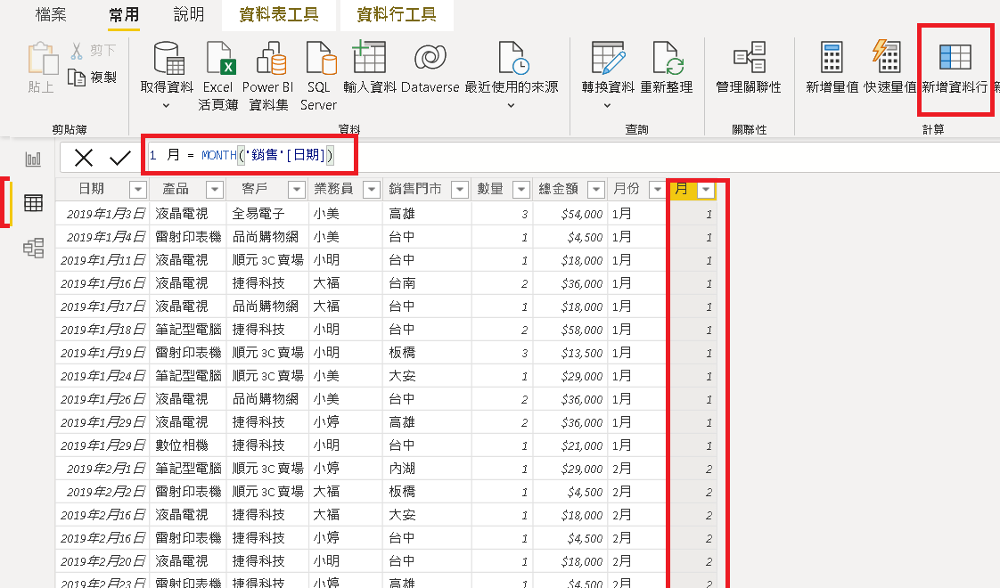 檔案 常用 說明 資料表工具 資料行工具
貼上 剪下 複製
取得資料 Excel 活頁簿 Power BI 資料集 SQL Server 輸入資料 Dataverse 最近使用的來源 轉換資料 重新整理 管理關聯性 新增量值 快速量值 新增資料行
剪貼簿 資料 查詢 關聯性 計算
1 月 = MONTH('銷售'[日期])
日期 產品 客戶 業務員 銷售門市 數量 總金額 月份 月
2019年1月3日 液晶電視 全易電子 小美 高雄 3 $54,000 1月 1
2019年1月4日 雷射印表機 品尚購物網 小美 台中 1 $4,500 1月 1
2019年1月11日 液晶電視 順元 3C 賣場 小明 台中 1 $18,000 1月 1
2019年1月16日 液晶電視 捷得科技 大福 台南 2 $36,000 1月 1
2019年1月17日 液晶電視 品尚購物網 大福 台中 1 $18,000 1月 1
2019年1月18日 筆記型電腦 捷得科技 小明 台中 2 $58,000 1月 1
2019年1月19日 雷射印表機 順元 3C 賣場 小明 板橋 3 $13,500 1月 1
2019年1月24日 筆記型電腦 順元 3C 賣場 小美 大安 1 $29,000 1月 1
2019年1月26日 液晶電視 品尚購物網 小美 台中 2 $36,000 1月 1
2019年1月29日 液晶電視 捷得科技 小婷 高雄 2 $36,000 1月 1
2019年1月29日 數位相機 捷得科技 小明 台中 1 $21,000 1月 1
2019年2月1日 筆記型電腦 順元 3C 賣場 小婷 內湖 1 $29,000 2月 2
2019年2月2日 雷射印表機 順元 3C 賣場 大福 板橋 1 $4,500 2月 2
2019年2月16日 液晶電視 捷得科技 大福 大安 1 $18,000 2月 2
2019年2月16日 雷射印表機 捷得科技 小婷 台中 1 $4,500 2月 2
2019年2月20日 液晶電視 捷得科技 小明 台中 1 $18,000 2月 2
2019年2月23日 雷射印表機 捷得科技 小婷 高雄 1 $4,500 2月 2